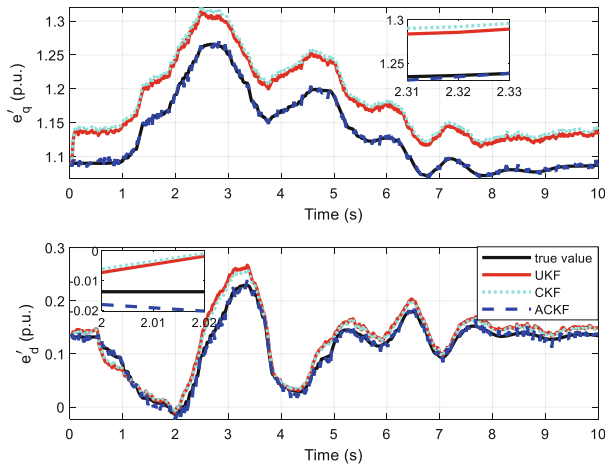 1.3
1.25
1.2
1.15
1.1
e′q (p.u.)
1.3
1.25
2.31 2.32 2.33
0 1 2 3 4 5 6 7 8 9 10
Time (s)
0.3
0.2
0.1
0
e′d (p.u.)
0
-0.01
-0.02
2 2.01 2.02
true value
UKF
CKF
ACKF
0 1 2 3 4 5 6 7 8 9 10
Time (s)